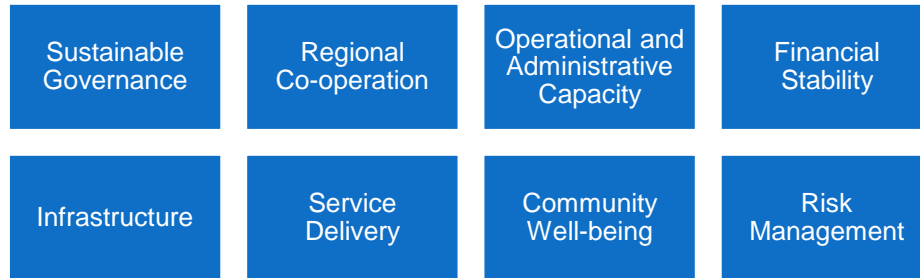 Sustainable
Governance
Regional
Co-operation
Operational and
Administrative
Capacity
Financial
Stability
Infrastructure
Service
Delivery
Community
Well-being
Risk
Management